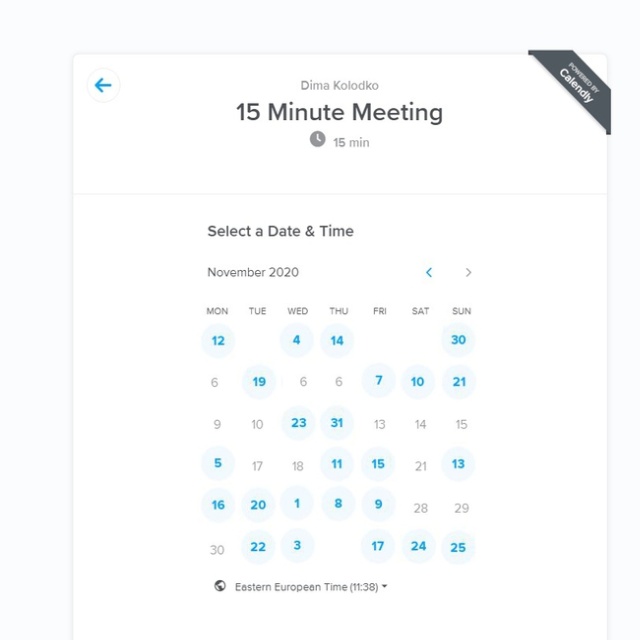 Dima Kolodko
POWERED BY
Calendly
15 Minute Meeting
15 min
Select a Date & Time
November 2020
MON TUE WED THU FRI SAT SUN
12 4 14 30
6 19 6 6 7 10 21
9 10 23 31 13 14 15
5 17 18 11 15 21 13
16 20 1 8 9 28 29
30 22 3 17 24 25
Eastern European Time (11:38)